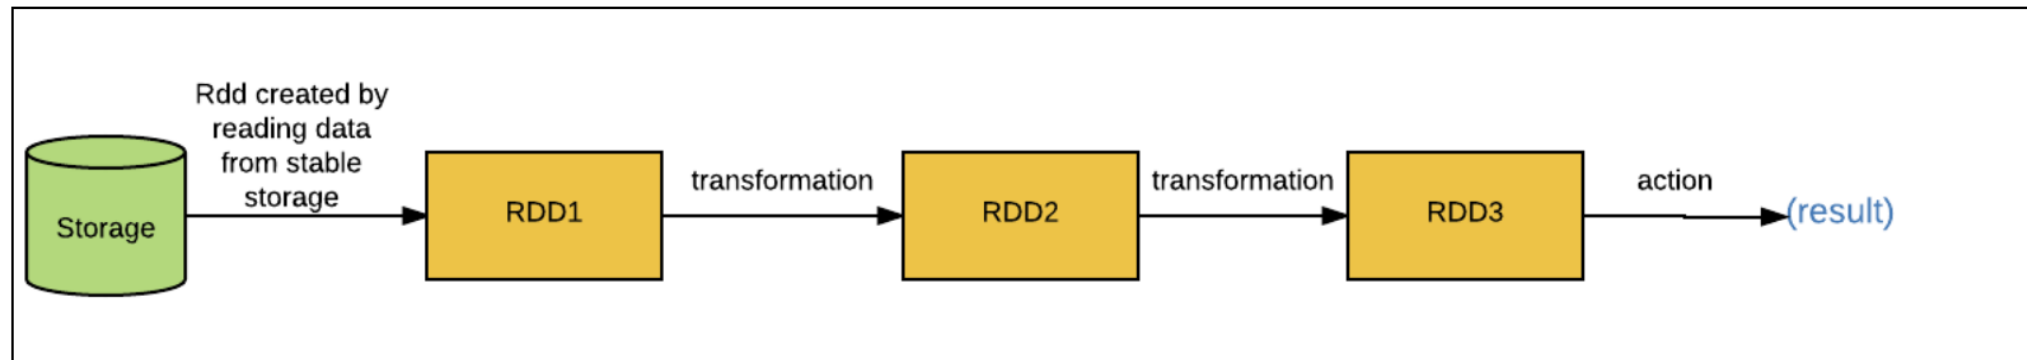 Rdd created by
reading data
from stable
storage
Storage
RDD1
transformation
RDD2
transformation
RDD3
action
(result)